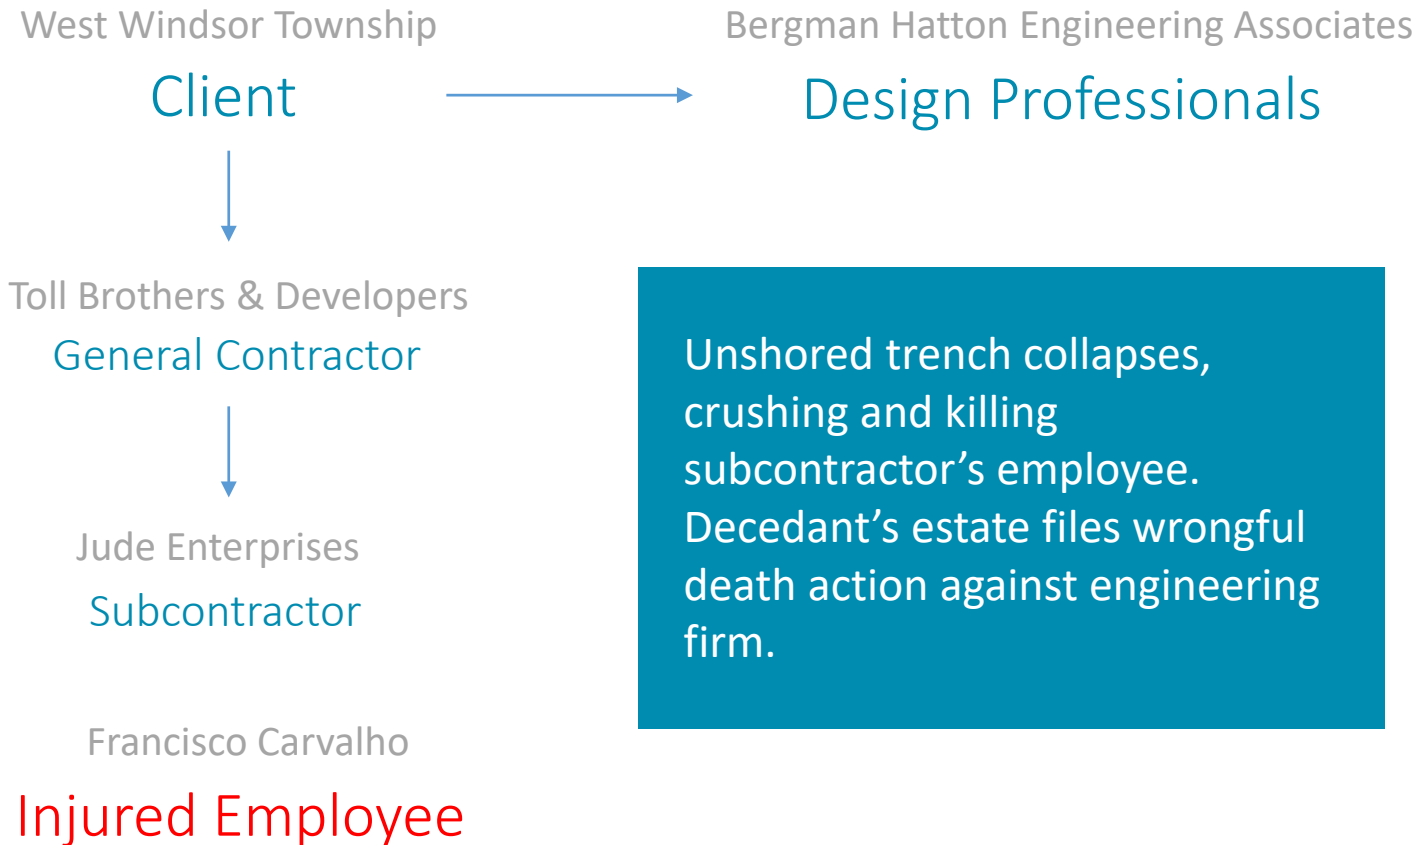 West Windsor Township
Client
Bergman Hatton Engineering Associates
Design Professionals
Toll Brothers & Developers
General Contractor
Jude Enterprises
Subcontractor
Francisco Carvalho
Injured Employee
Unshored trench collapses,
crushing and killing
subcontractor’s employee.
Decedant’s estate files wrongful
death action against engineering
firm.